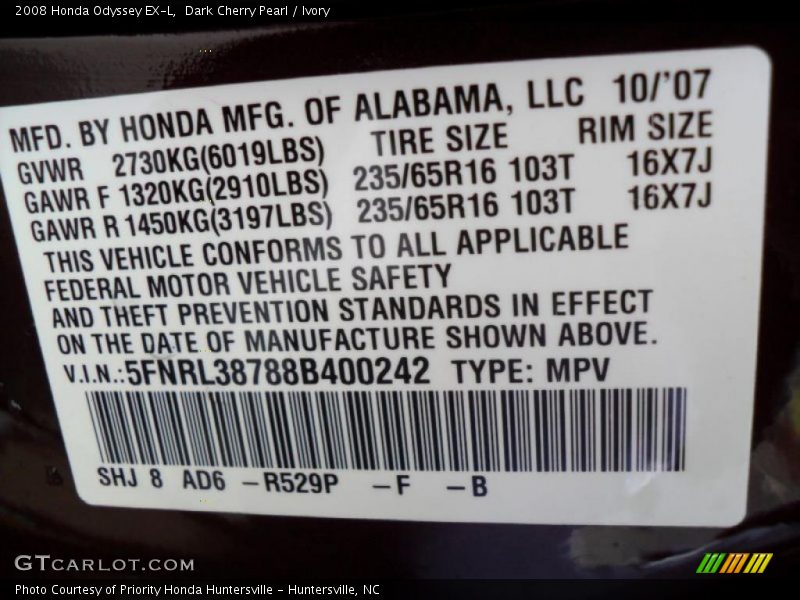 2008 Honda Odyssey EX-L,  Dark Cherry Pearl / Ivory
MFD. BY HONDA MFG. OF ALABAMA, LLC 10/'07
GVWR 2730KG(6019LBS) TIRE SIZE RIM SIZE
GAWR F 1320KG(2910LBS) 235/65R16 103T 16X7J
GAWR R 1450KG(3197LBS) 235/65R16 103T 16X7J
THIS VEHICLE CONFORMS TO ALL APPLICABLE
FEDERAL MOTOR VEHICLE SAFETY
AND THEFT PREVENTION STANDARDS IN EFFECT
ON THE DATE OF MANUFACTURE SHOWN ABOVE.
V.I.N.:5FNRL38788B400242 TYPE: MPV
SHJ 8 AD6 -R529P -F -B
GTCARLOT.COM
Photo Courtesy of Priority Honda Huntersville - Huntersville, NC